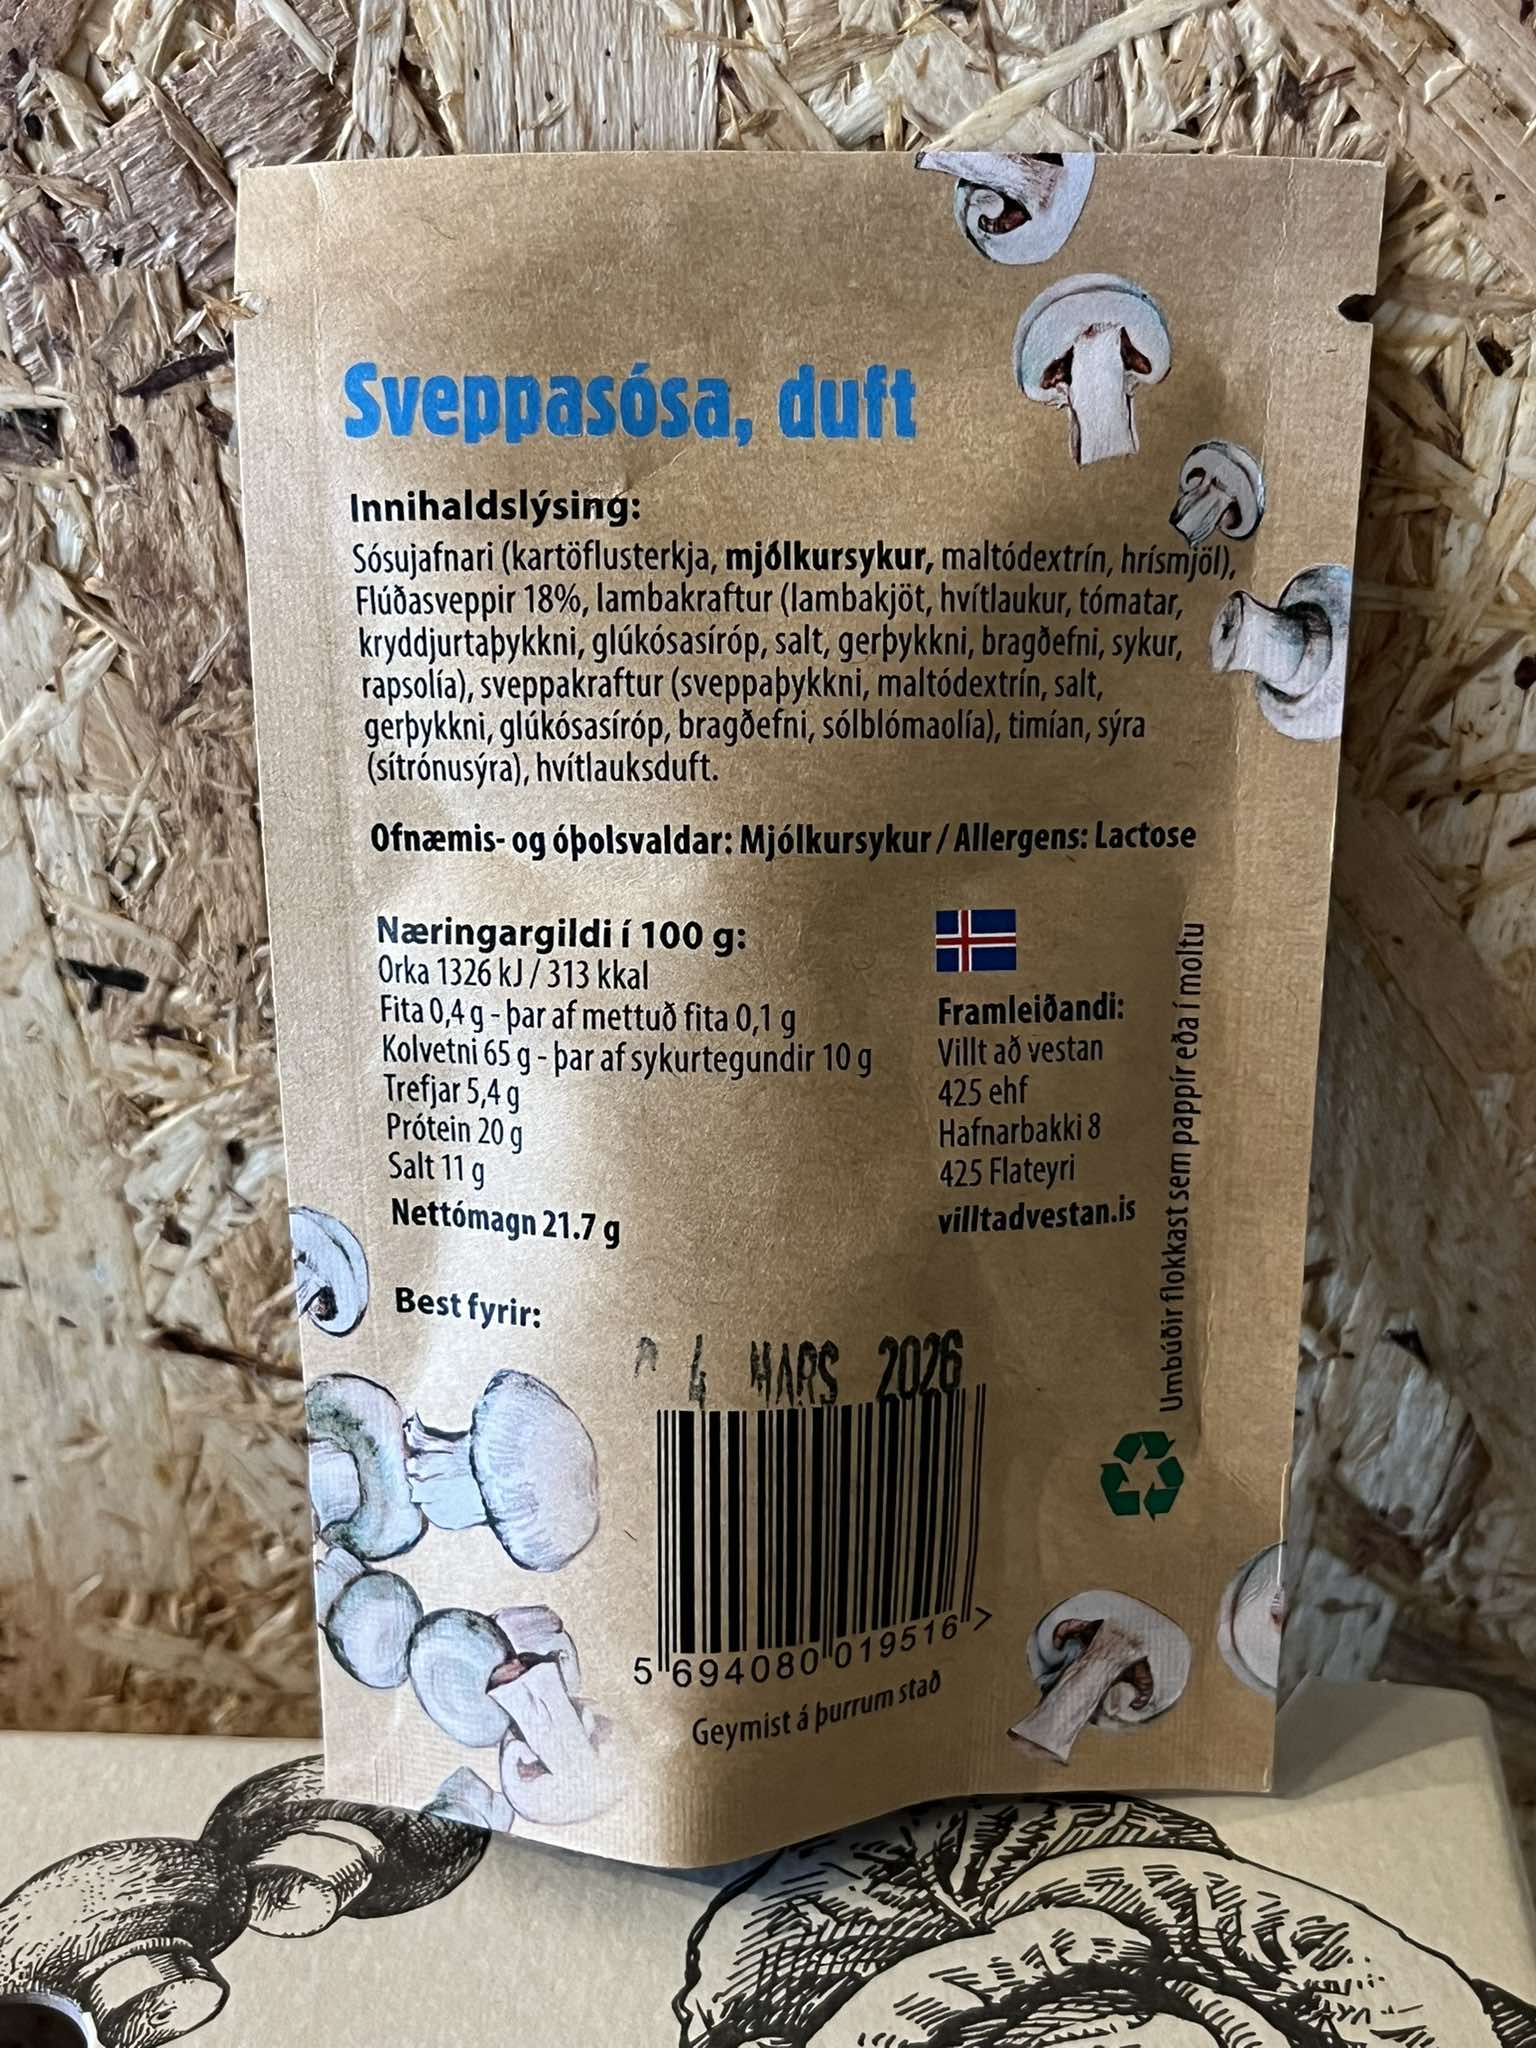 Sveppasósa, duft
Innihaldslýsing:
Sósujafnari (kartöflusterkja, mjólkursykur, maltódextrín, hrísmjöl),
Flúðasveppir 18%, lambakraftur (lambakjöt, hvítlaukur, tómatar,
kryddjurtaþykkni, glúkósasíróp, salt, gerþykkni, bragðefni, sykur,
rapsolía), sveppakraftur (sveppaþykkni, maltódextrín, salt,
gerþykkni, glúkósasíróp, bragðefni, sólblómaolía), timían, sýra
(sítrónusýra), hvítlauksduft.
Ofnæmis- og óþolsvaldar: Mjólkursykur / Allergens: Lactose
Næringargildi í 100 g:
Orka 1326 kJ / 313 kkal
Fita 0,4 g - þar af mettuð fita 0,1 g
Kolvetni 65 g - þar af sykurtegundir 10 g
Trefjar 5,4 g
Prótein 20 g
Salt 11 g
Nettómagn 21.7 g
Framleiðandi:
Villt að vestan
425 ehf
Hafnarbakki 8
425 Flateyri
villtadvestan.is
Umbúðir flokkast sem pappír eða í moltu
Best fyrir:
4 MARS 2026
5 694080 019516 >
Geymist á þurrum stað